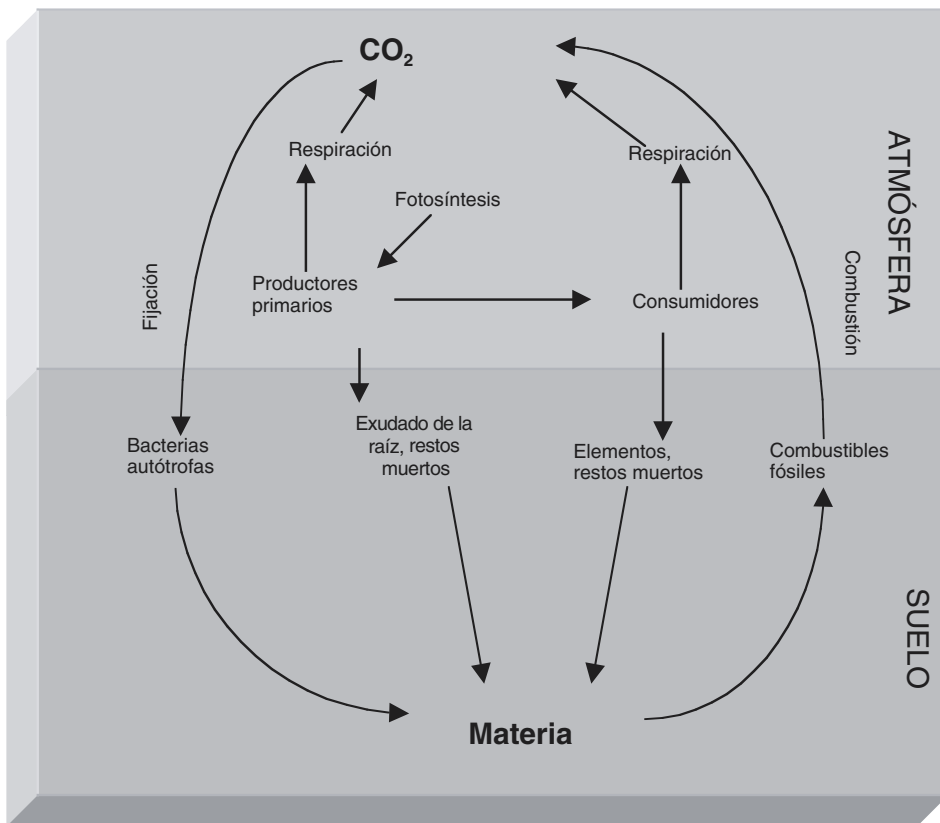 CO₂
Respiración
Respiración
Fotosíntesis
ATMÓSFERA
Fijación
Productores
primarios
Consumidores
Combustión
Bacterias
autótrofas
Exudado de la
raíz, restos
muertos
Elementos,
restos muertos
Combustibles
fósiles
SUELO
Materia